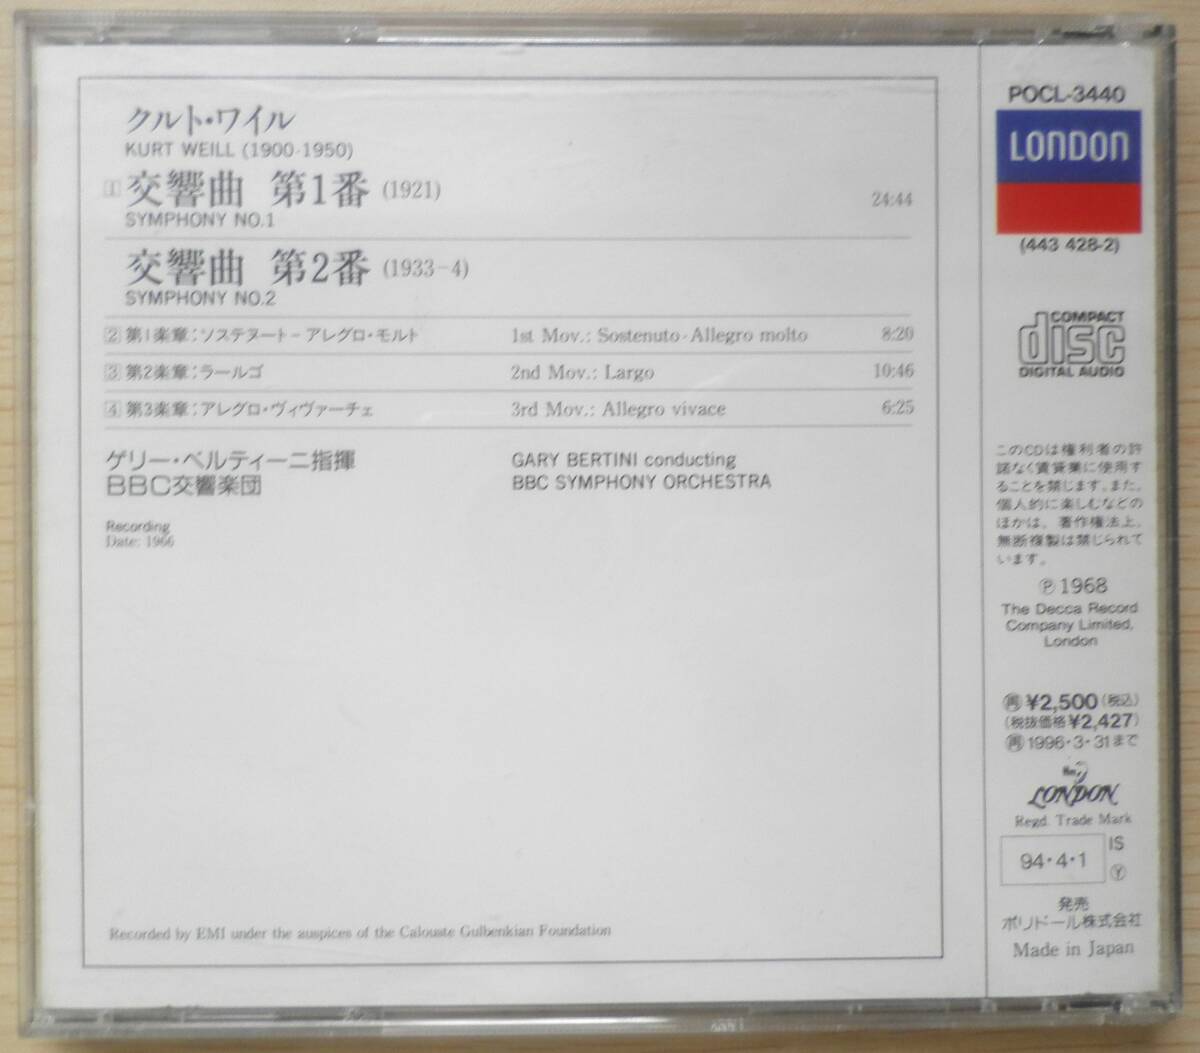 クルト・ワイル
KURT WEILL (1900-1950)
1 交響曲 第1番 (1921) 24:44
SYMPHONY NO.1
交響曲 第2番 (1933-4)
SYMPHONY NO.2
2 第1楽章:ソステヌート-アレグロ・モルト 1st Mov.: Sostenuto-Allegro molto 8:20
3 第2楽章:ラールゴ 2nd Mov.: Largo 10:46
4 第3楽章:アレグロ・ヴィヴァーチェ 3rd Mov.: Allegro vivace 6:25
ゲリー・ベルティーニ指揮 GARY BERTINI conducting
BBC交響楽団 BBC SYMPHONY ORCHESTRA
Recording
Date: 1966
Recorded by EMI under the auspices of the Calouste Gulbenkian Foundation
POCL-3440
LONDON
(443 428-2)
COMPACT
disc
DIGITAL AUDIO
このCDは権利者の許
諾なく賃貸業に使用す
ることを禁じます。また、
個人的に楽しむなどの
ほかは、著作権法上、
無断複製は禁じられて
います。
Ⓟ1968
The Decca Record
Company Limited,
London
再 ¥2,500(税込)
(税抜価格¥2,427)
再 1996・3・31まで
LONDON
Regd. Trade Mark
94・4・1 IS
Ⓨ
発売
ポリドール株式会社
Made in Japan